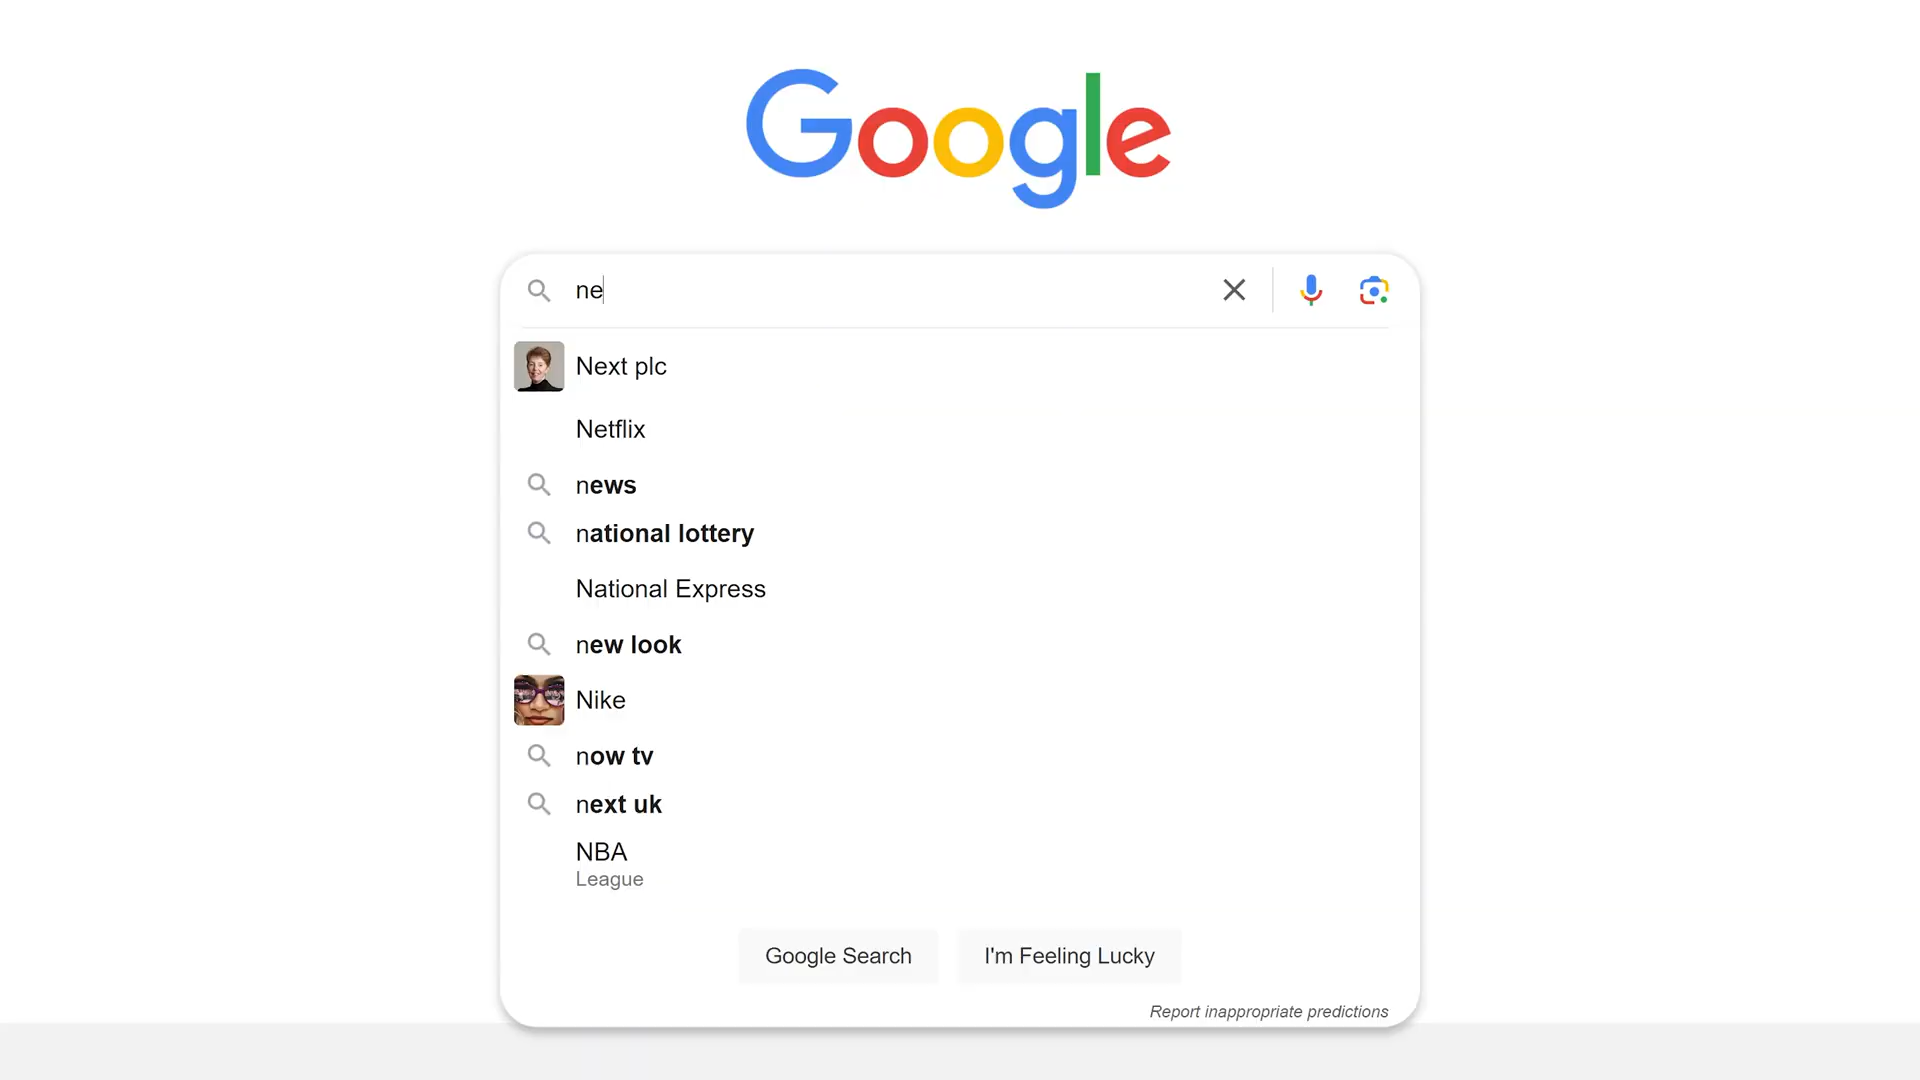 Google
ne
Next plc
Netflix
news
national lottery
National Express
new look
Nike
now tv
next uk
NBA
League
Google Search
I'm Feeling Lucky
Report inappropriate predictions